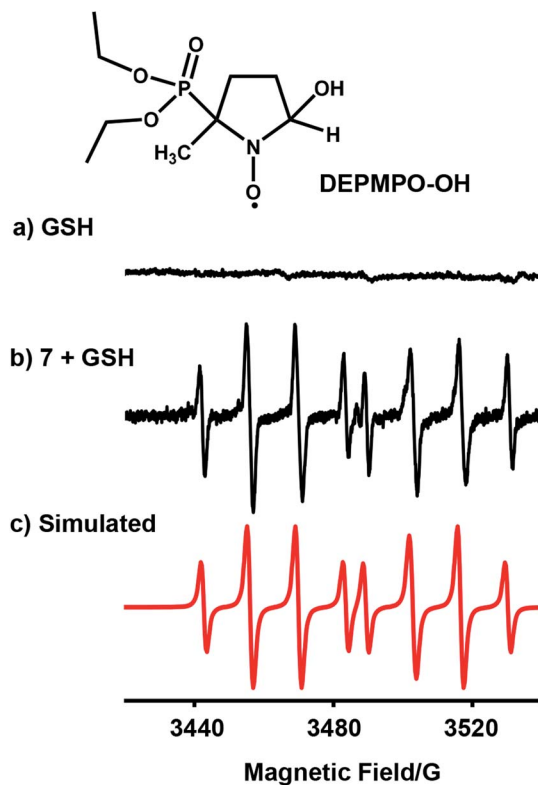 O
O
P
OH
O
N
H
H₃C
O
•
DEPMPO-OH
a) GSH
b) 7 + GSH
c) Simulated
3440 3480 3520
Magnetic Field/G